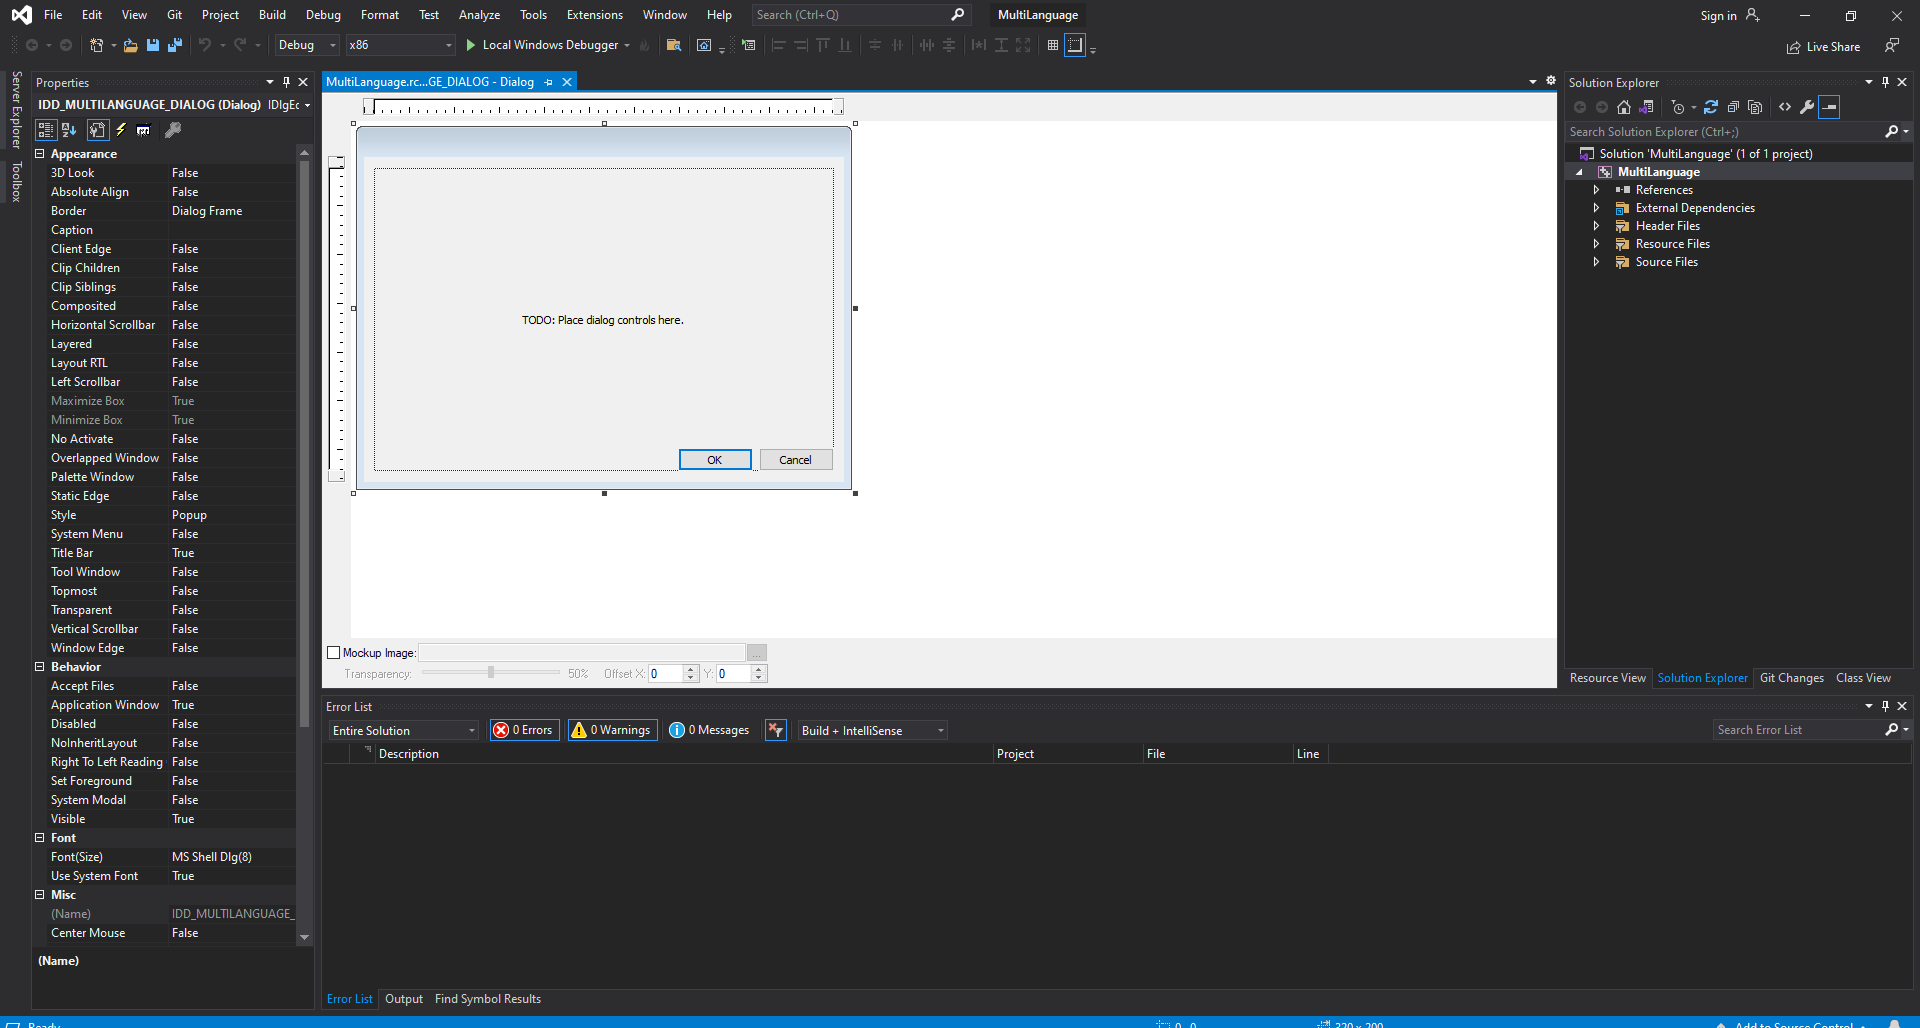 File Edit View Git Project Build Debug Format Test Analyze Tools Extensions Window Help Search (Ctrl+Q) MultiLanguage Sign in
Debug x86 Local Windows Debugger Live Share
Server Explorer
Toolbox
Properties
IDD_MULTILANGUAGE_DIALOG (Dialog) IDlgEc
Appearance
3D Look False
Absolute Align False
Border Dialog Frame
Caption
Client Edge False
Clip Children False
Clip Siblings False
Composited False
Horizontal Scrollbar False
Layered False
Layout RTL False
Left Scrollbar False
Maximize Box True
Minimize Box True
No Activate False
Overlapped Window False
Palette Window False
Static Edge False
Style Popup
System Menu False
Title Bar True
Tool Window False
Topmost False
Transparent False
Vertical Scrollbar False
Window Edge False
Behavior
Accept Files False
Application Window True
Disabled False
NoInheritLayout False
Right To Left Reading False
Set Foreground False
System Modal False
Visible True
Font
Font(Size) MS Shell Dlg(8)
Use System Font True
Misc
(Name) IDD_MULTILANGUAGE_
Center Mouse False
(Name)
MultiLanguage.rc...GE_DIALOG - Dialog
TODO: Place dialog controls here.
OK Cancel
Mockup Image: ...
Transparency: 50% Offset X: 0 Y: 0
Error List
Entire Solution 0 Errors 0 Warnings 0 Messages Build + IntelliSense Search Error List
Description Project File Line
Error List Output Find Symbol Results
Solution Explorer
Search Solution Explorer (Ctrl+;)
Solution 'MultiLanguage' (1 of 1 project)
MultiLanguage
References
External Dependencies
Header Files
Resource Files
Source Files
Resource View Solution Explorer Git Changes Class View
Ready 0, 0 320 x 200 Add to Source Control